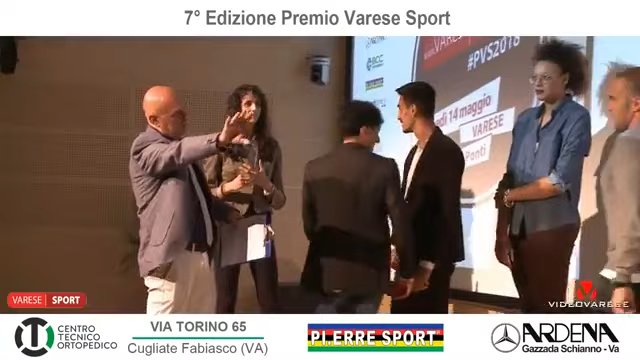 7° Edizione Premio Varese Sport
#PVS2018
BCC
14 maggio
VARESE
Ponti
VARESE SPORT
VIDEOVARESE
CENTRO
TECNICO
ORTOPEDICO
VIA TORINO 65
Cugliate Fabiasco (VA)
PI.ERRE SPORT
ARDENA
Gazzada Schianno - Va